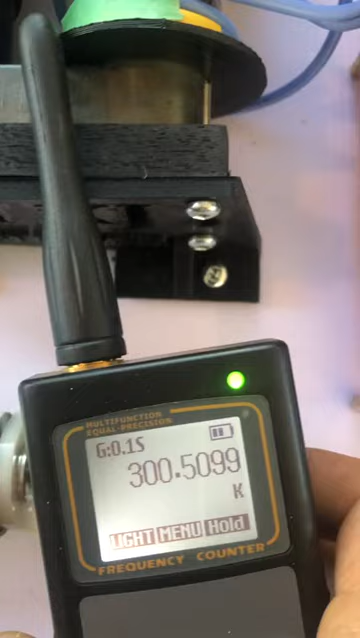 MULTIFUNCTION
EQUAL-PRECISION
G:0.1S
300.5099
K
LIGHT MENU Hold
FREQUENCY COUNTER